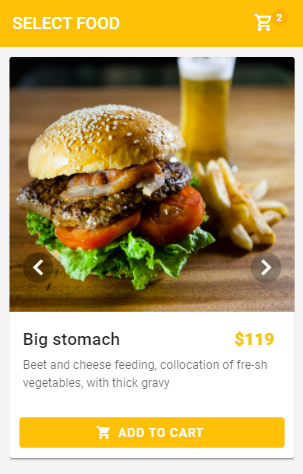 SELECT FOOD
2
Big stomach
$119
Beet and cheese feeding, collocation of fre-sh
vegetables, with thick gravy
ADD TO CART